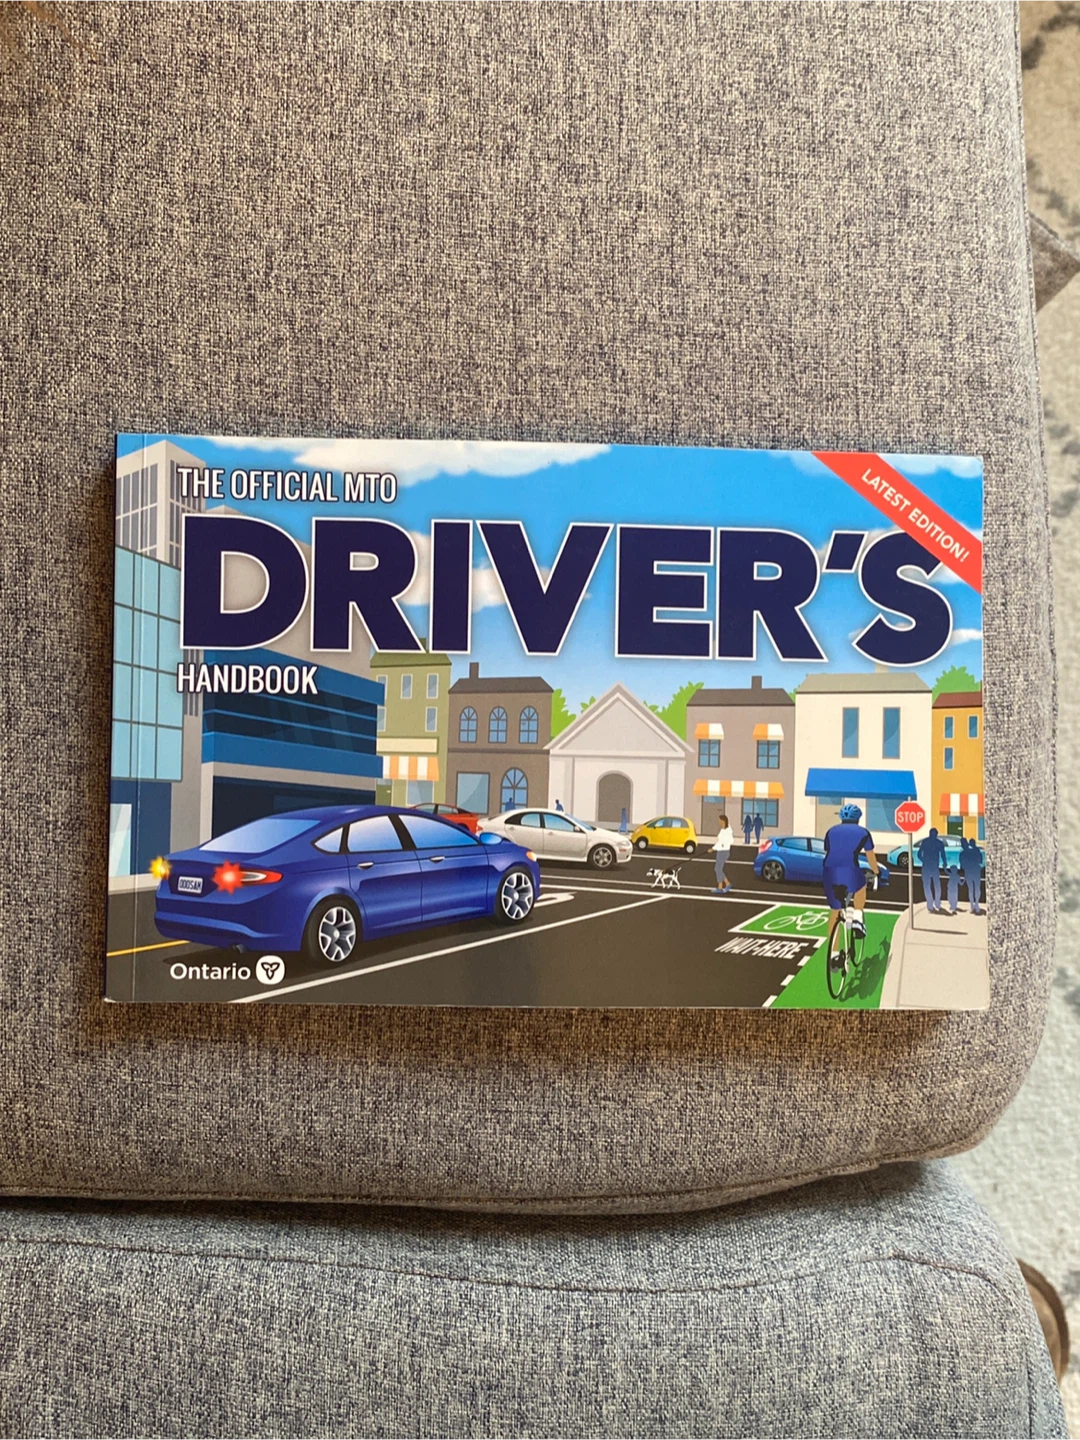 THE OFFICIAL MTO
DRIVER'S
HANDBOOK
LATEST EDITION!
STOP
WAIT HERE
Ontario